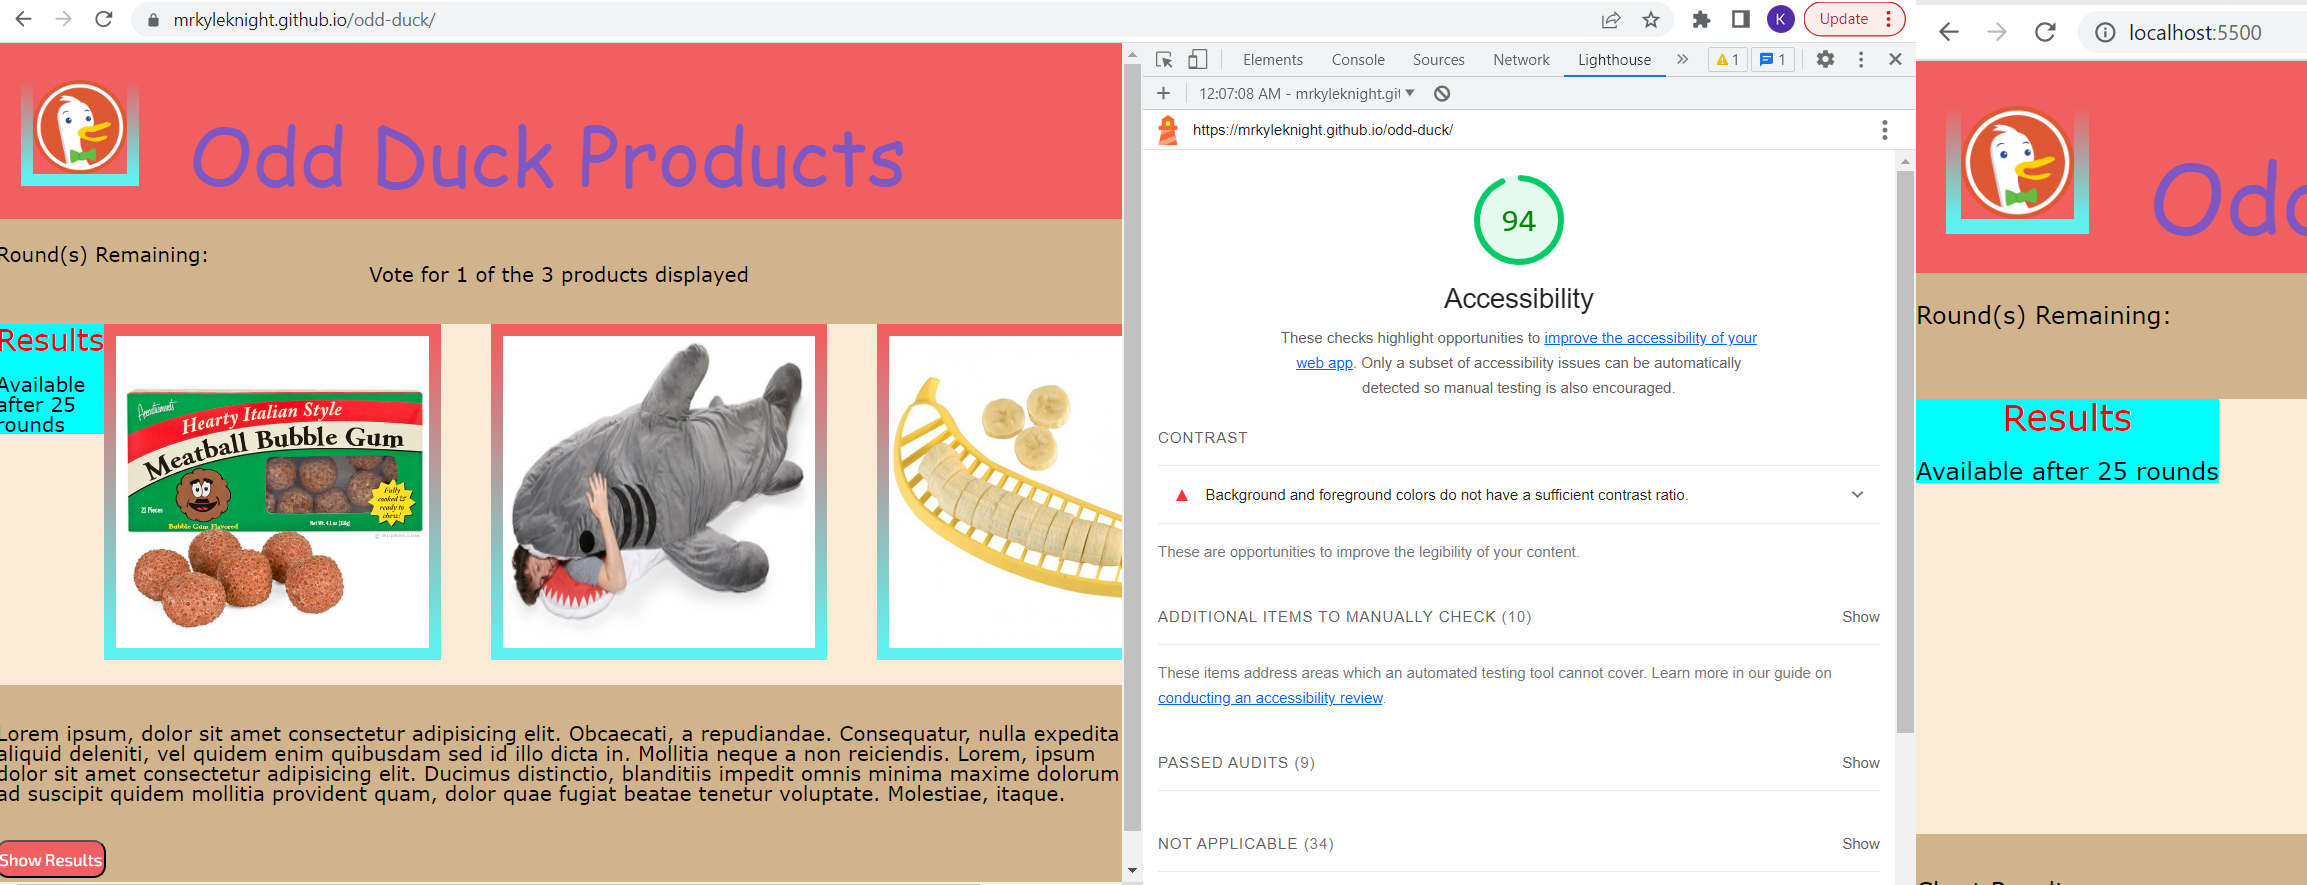 mrkyleknight.github.io/odd-duck/
K
Update
Odd Duck Products
Round(s) Remaining:
Vote for 1 of the 3 products displayed
Results
Available
after 25
rounds
Accoutrements
Hearty Italian Style
Meatball Bubble Gum
Fully
cooked &
ready to
chew!
21 Pieces
Bubble Gum Flavored
Net Wt. 4.1 oz (116g)
Lorem ipsum, dolor sit amet consectetur adipisicing elit. Obcaecati, a repudiandae. Consequatur, nulla expedita
aliquid deleniti, vel quidem enim quibusdam sed id illo dicta in. Mollitia neque a non reiciendis. Lorem, ipsum
dolor sit amet consectetur adipisicing elit. Ducimus distinctio, blanditiis impedit omnis minima maxime dolorum
ad suscipit quidem mollitia provident quam, dolor quae fugiat beatae tenetur voluptate. Molestiae, itaque.
Show Results
Elements Console Sources Network Lighthouse 1 1
12:07:08 AM - mrkyleknight.git
https://mrkyleknight.github.io/odd-duck/
94
Accessibility
These checks highlight opportunities to improve the accessibility of your
web app. Only a subset of accessibility issues can be automatically
detected so manual testing is also encouraged.
CONTRAST
Background and foreground colors do not have a sufficient contrast ratio.
These are opportunities to improve the legibility of your content.
ADDITIONAL ITEMS TO MANUALLY CHECK (10) Show
These items address areas which an automated testing tool cannot cover. Learn more in our guide on
conducting an accessibility review.
PASSED AUDITS (9) Show
NOT APPLICABLE (34) Show
localhost:5500
Odd
Round(s) Remaining:
Results
Available after 25 rounds